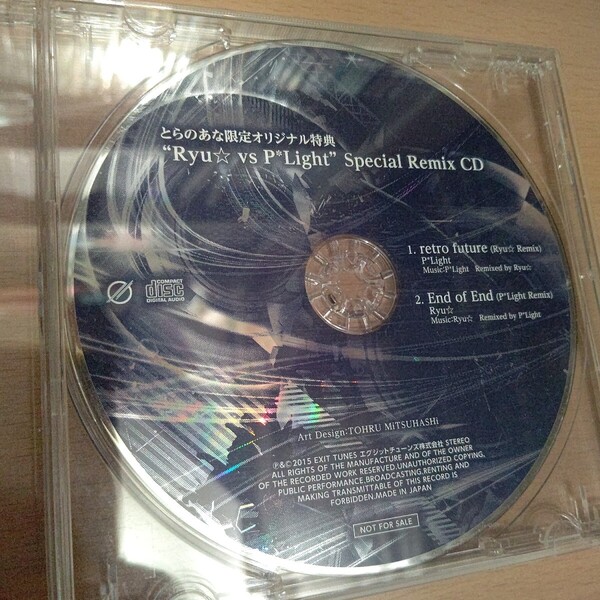 とらのあな限定オリジナル特典
“Ryu☆ vs P*Light” Special Remix CD
1. retro future (Ryu☆ Remix)
P*Light
Music:P*Light Remixed by Ryu☆
2. End of End (P*Light Remix)
Ryu☆
Music:Ryu☆ Remixed by P*Light
COMPACT
disc
DIGITAL AUDIO
Art Design:TOHRU MiTSUHASHi
℗&©2015 EXIT TUNES エグジットチューンズ株式会社 STEREO
ALL RIGHTS OF THE MANUFACTURE AND OF THE OWNER
OF THE RECORDED WORK RESERVED.UNAUTHORIZED COPYING,
PUBLIC PERFORMANCE,BROADCASTING,RENTING AND
MAKING TRANSMITTABLE OF THIS RECORD IS
FORBIDDEN.MADE IN JAPAN
NOT FOR SALE